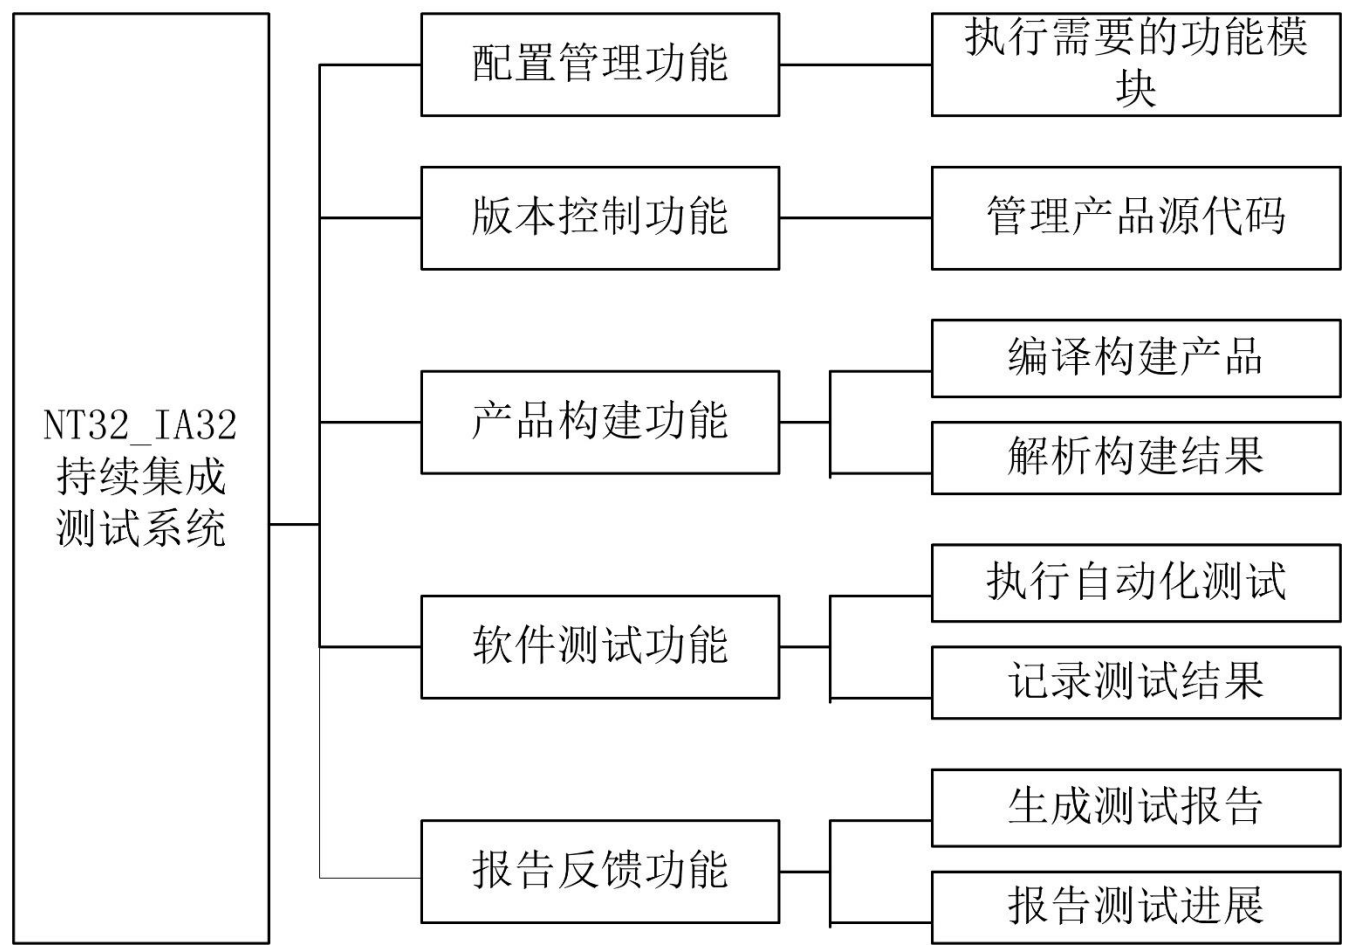 NT32_IA32
持续集成
测试系统
配置管理功能
执行需要的功能模
块
版本控制功能
管理产品源代码
产品构建功能
编译构建产品
解析构建结果
软件测试功能
执行自动化测试
记录测试结果
报告反馈功能
生成测试报告
报告测试进展